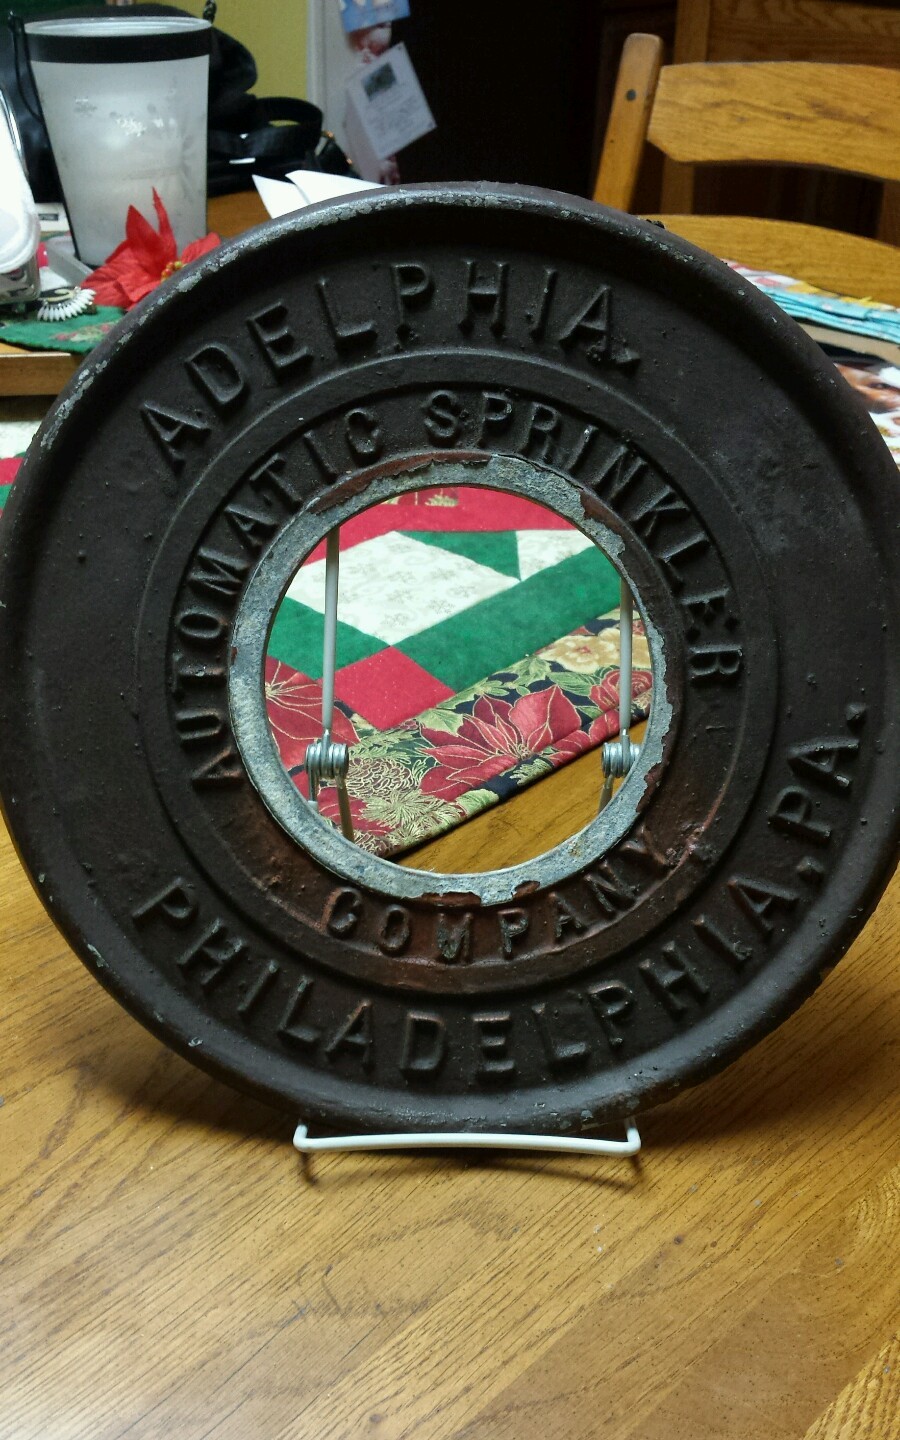 ADELPHIA.
AUTOMATIC SPRINKLER
COMPANY
PHILADELPHIA, PA.